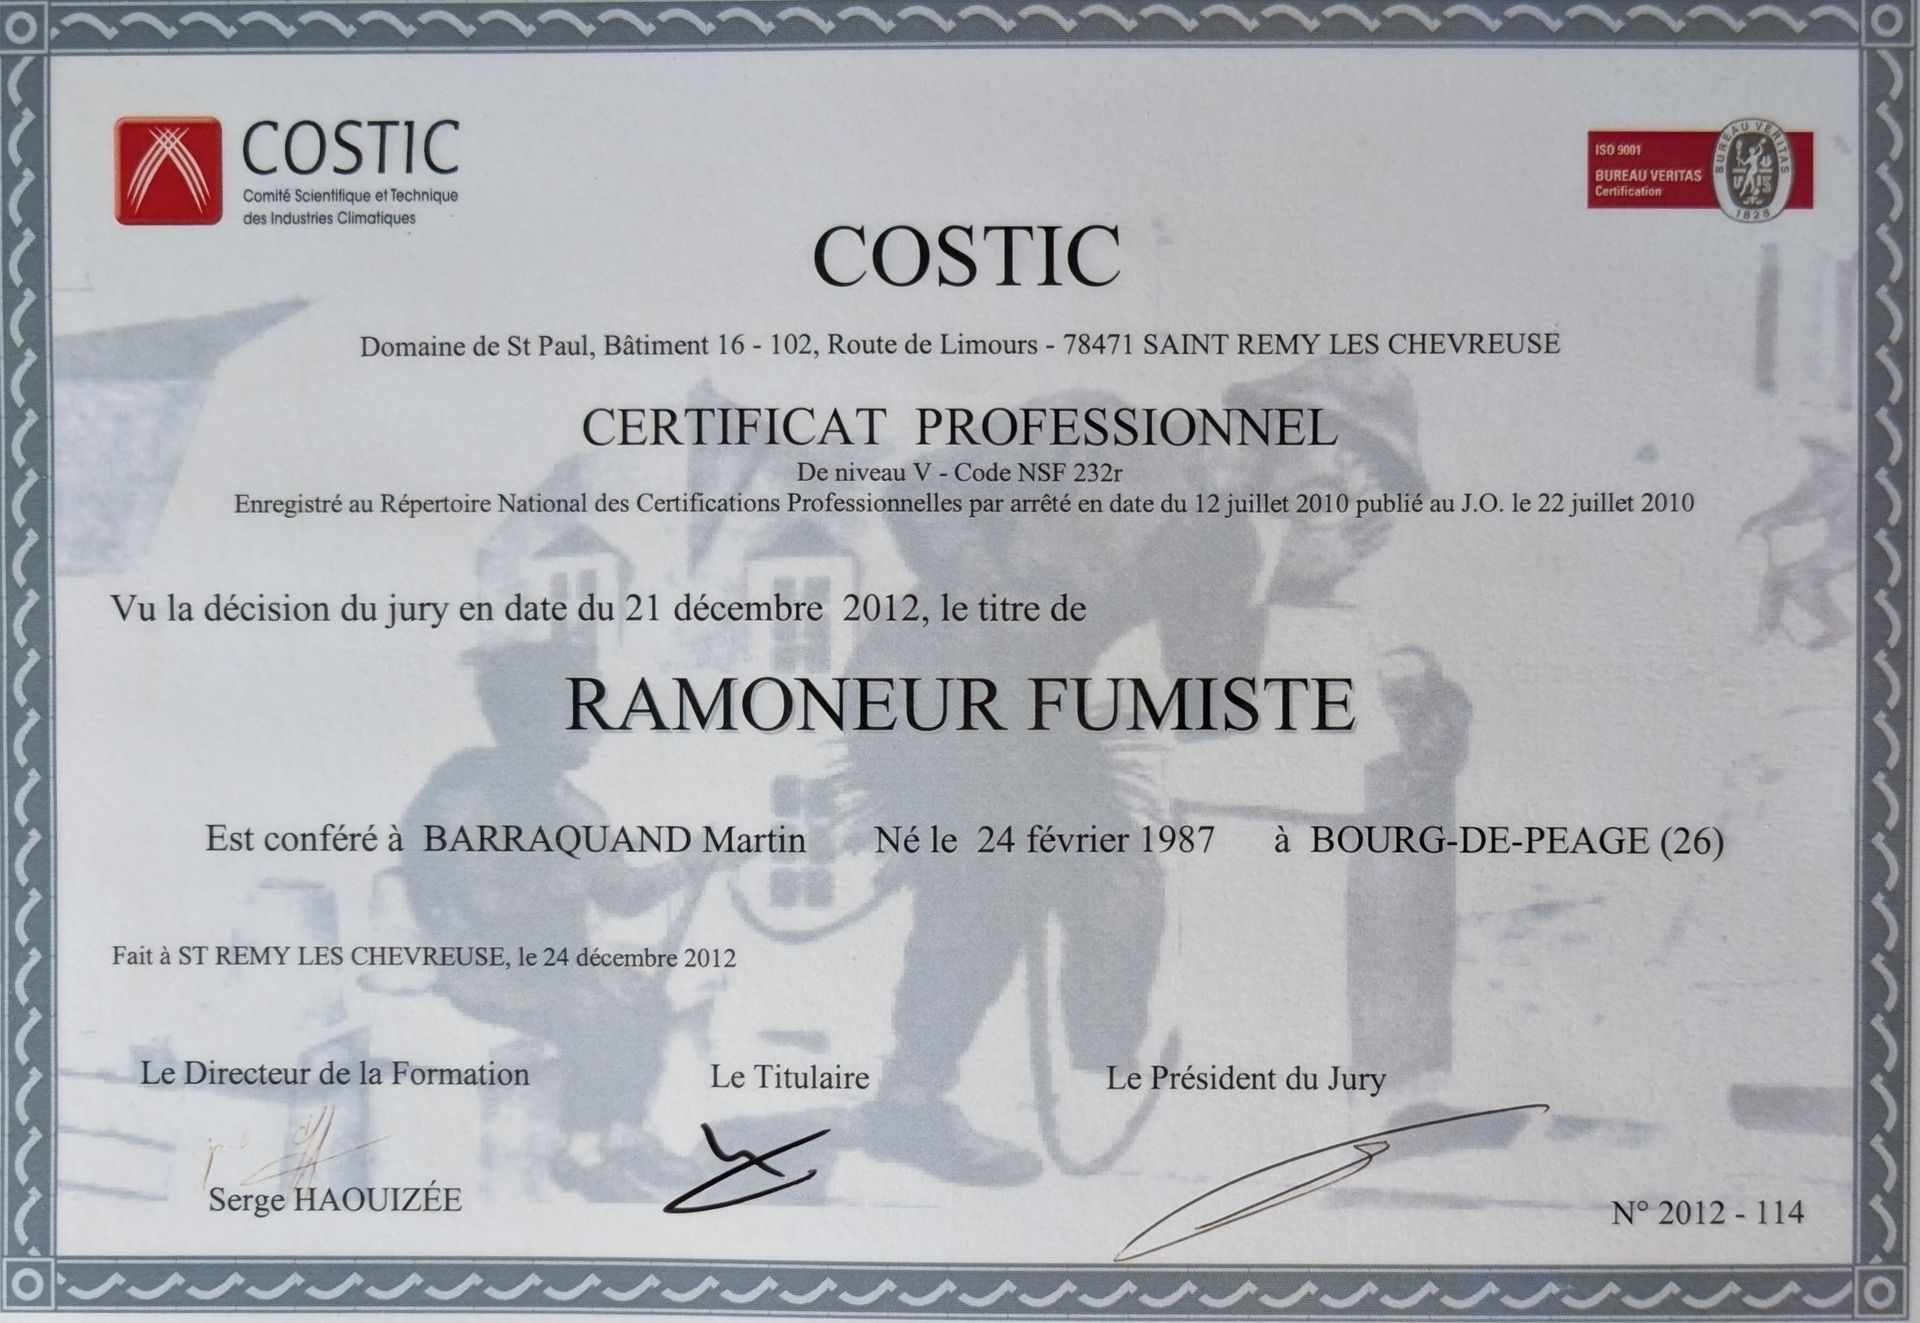 COSTIC
Comité Scientifique et Technique
des Industries Climatiques
ISO 9001
BUREAU VERITAS
Certification
BUREAU VERITAS
1828
COSTIC
Domaine de St Paul, Bâtiment 16 - 102, Route de Limours - 78471 SAINT REMY LES CHEVREUSE
CERTIFICAT PROFESSIONNEL
De niveau V - Code NSF 232r
Enregistré au Répertoire National des Certifications Professionnelles par arrêté en date du 12 juillet 2010 publié au J.O. le 22 juillet 2010
Vu la décision du jury en date du 21 décembre 2012, le titre de
RAMONEUR FUMISTE
Est conféré à BARRAQUAND Martin Né le 24 février 1987 à BOURG-DE-PEAGE (26)
Fait à ST REMY LES CHEVREUSE, le 24 décembre 2012
Le Directeur de la Formation Le Titulaire Le Président du Jury
Serge HAOUIZÉE
N° 2012 - 114